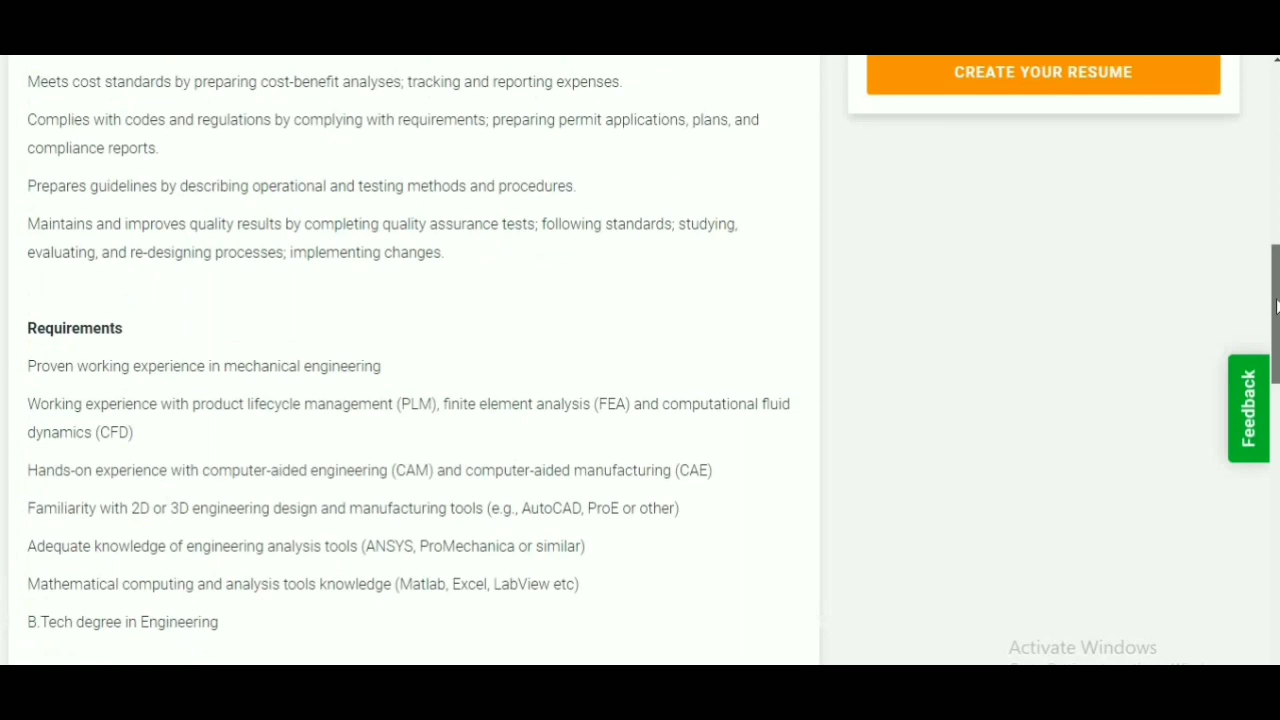 Meets cost standards by preparing cost-benefit analyses; tracking and reporting expenses.
CREATE YOUR RESUME
Complies with codes and regulations by complying with requirements; preparing permit applications, plans, and
compliance reports.
Prepares guidelines by describing operational and testing methods and procedures.
Maintains and improves quality results by completing quality assurance tests; following standards; studying,
evaluating, and re-designing processes; implementing changes.
Requirements
Proven working experience in mechanical engineering
Working experience with product lifecycle management (PLM), finite element analysis (FEA) and computational fluid
dynamics (CFD)
Hands-on experience with computer-aided engineering (CAM) and computer-aided manufacturing (CAE)
Familiarity with 2D or 3D engineering design and manufacturing tools (e.g., AutoCAD, ProE or other)
Adequate knowledge of engineering analysis tools (ANSYS, ProMechanica or similar)
Mathematical computing and analysis tools knowledge (Matlab, Excel, LabView etc)
B.Tech degree in Engineering
Feedback
Activate Windows